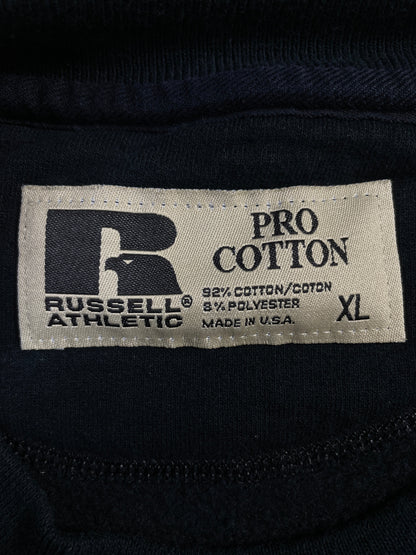 R
RUSSELL®
ATHLETIC
PRO
COTTON
92% COTTON/COTON
8% POLYESTER
MADE IN U.S.A.
XL